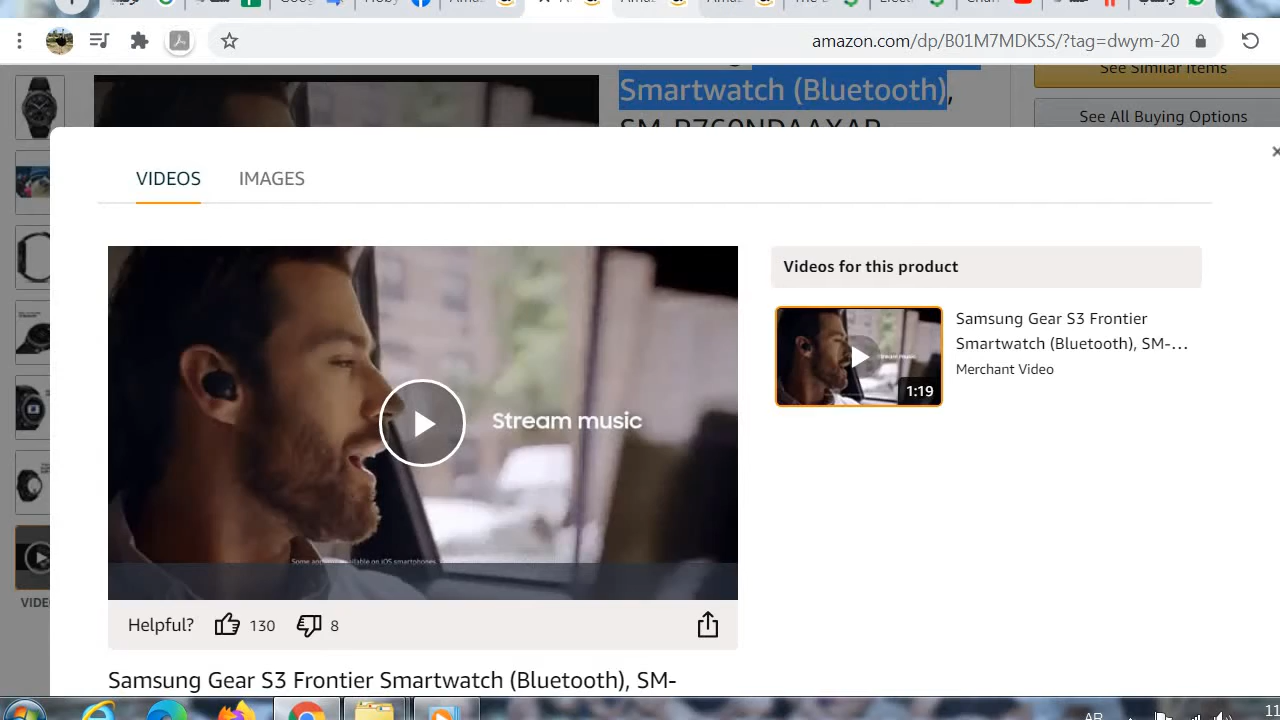 amazon.com/dp/B01M7MDK5S/?tag=dwym-20
Smartwatch (Bluetooth),
See Similar Items
See All Buying Options
VIDEOS
IMAGES
Stream music
Videos for this product
Samsung Gear S3 Frontier
Smartwatch (Bluetooth), SM-...
Merchant Video
1:19
Helpful?
130
8
Samsung Gear S3 Frontier Smartwatch (Bluetooth), SM-